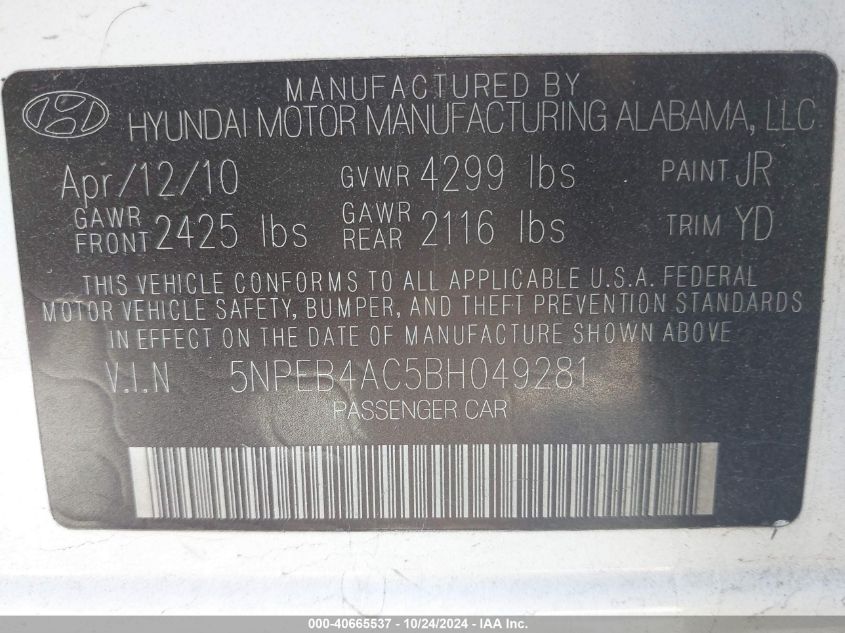 MANUFACTURED BY
HYUNDAI MOTOR MANUFACTURING ALABAMA, LLC
Apr/12/10 GVWR 4299 lbs PAINT JR
GAWR FRONT 2425 lbs GAWR REAR 2116 lbs TRIM YD
THIS VEHICLE CONFORMS TO ALL APPLICABLE U.S.A. FEDERAL
MOTOR VEHICLE SAFETY, BUMPER, AND THEFT PREVENTION STANDARDS
IN EFFECT ON THE DATE OF MANUFACTURE SHOWN ABOVE
V.I.N 5NPEB4AC5BH049281
PASSENGER CAR
000-40665537 - 10/24/2024 - IAA Inc.